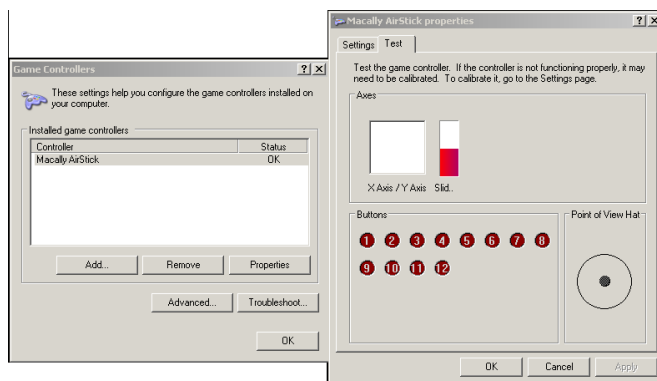 Game Controllers
These settings help you configure the game controllers installed on
your computer.
Installed game controllers
Controller Status
Macally AirStick OK
Add... Remove Properties
Advanced... Troubleshoot...
OK
Macally AirStick properties
Settings Test
Test the game controller. If the controller is not functioning properly, it may
need to be calibrated. To calibrate it, go to the Settings page.
Axes
X Axis / Y Axis Slid..
Buttons
1 2 3 4 5 6 7 8
9 10 11 12
Point of View Hat
OK Cancel Apply